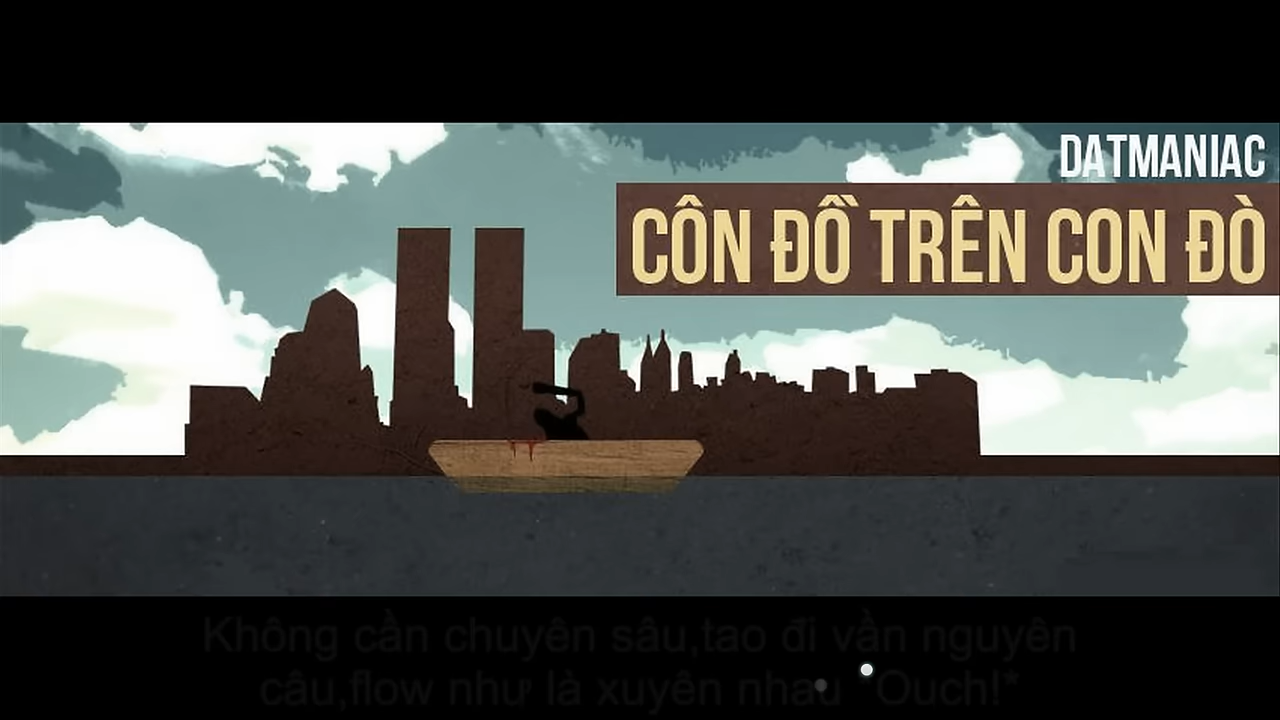 DATMANIAC
CÔN ĐỒ TRÊN CON ĐÒ
Không cần chuyên sâu,tao đi vần nguyên
câu,flow như là xuyên nhau *Ouch!*